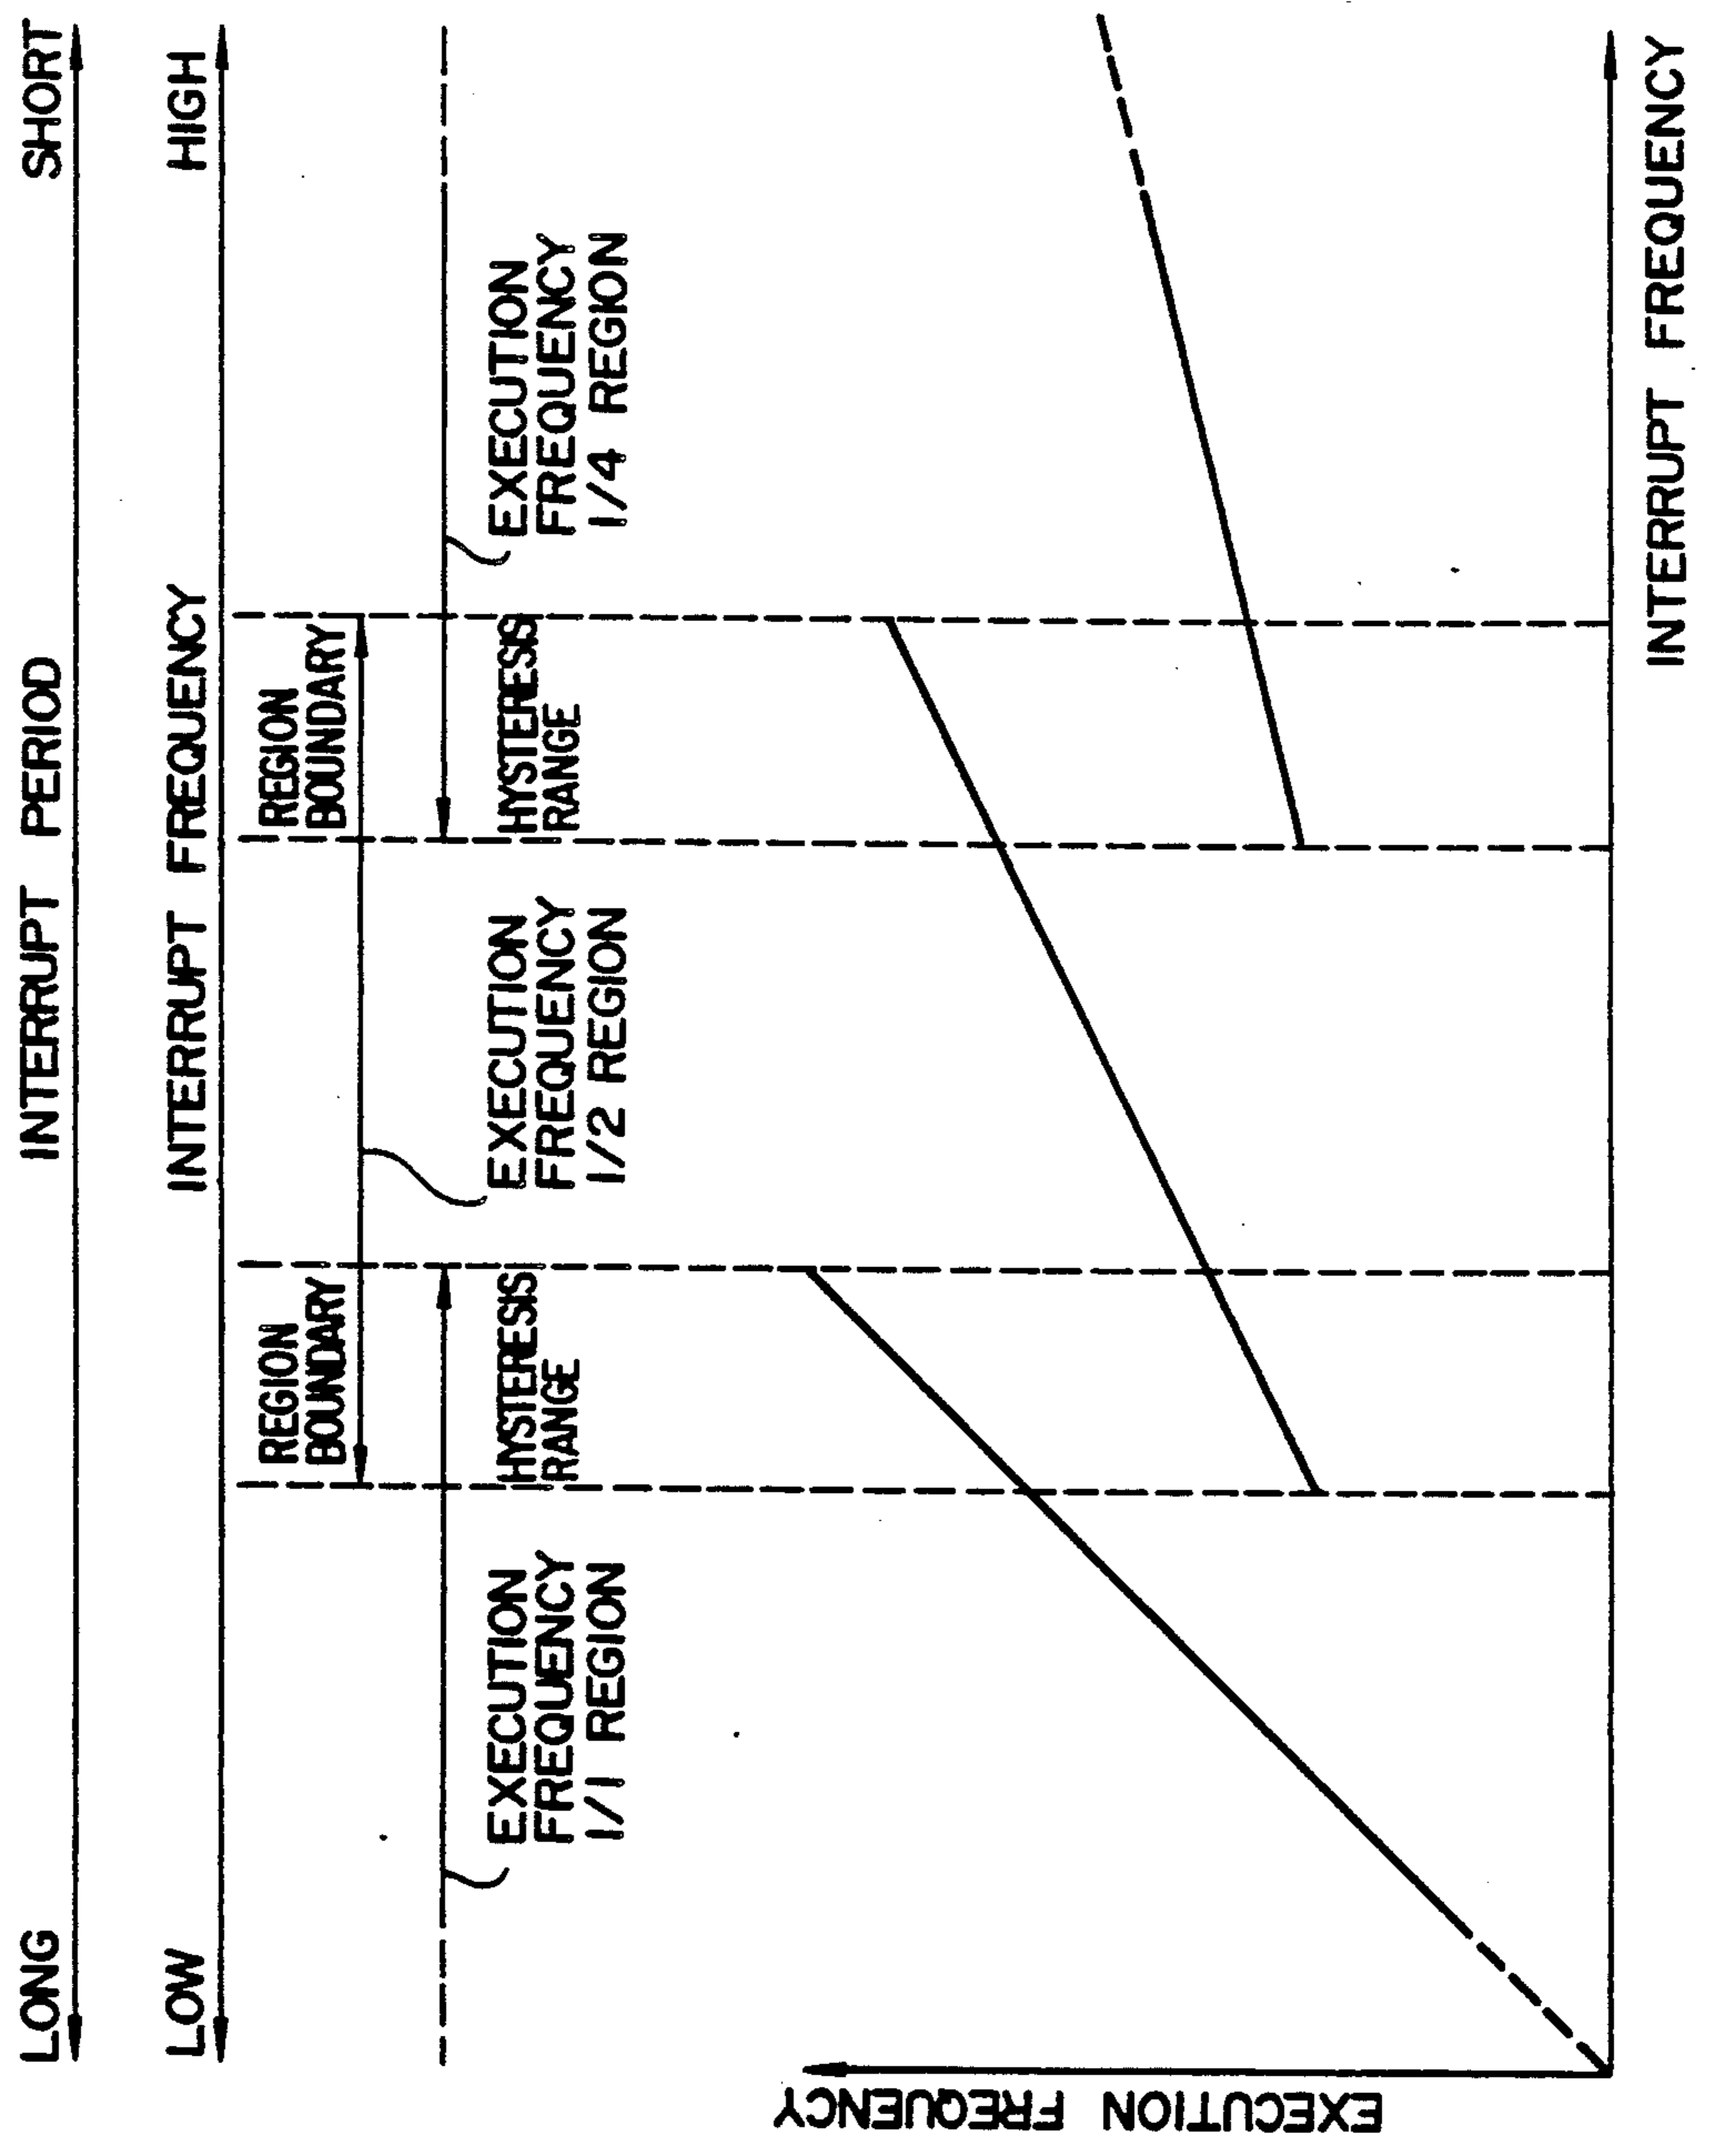 INTERRUPT PERIOD
LONG
SHORT
INTERRUPT FREQUENCY
LOW
HIGH
REGION
BOUNDARY
REGION
BOUNDARY
EXECUTION
FREQUENCY
1/1 REGION
HYSTERESIS
RANGE
EXECUTION
FREQUENCY
1/2 REGION
HYSTERESIS
RANGE
EXECUTION
FREQUENCY
1/4 REGION
EXECUTION FREQUENCY
INTERRUPT FREQUENCY